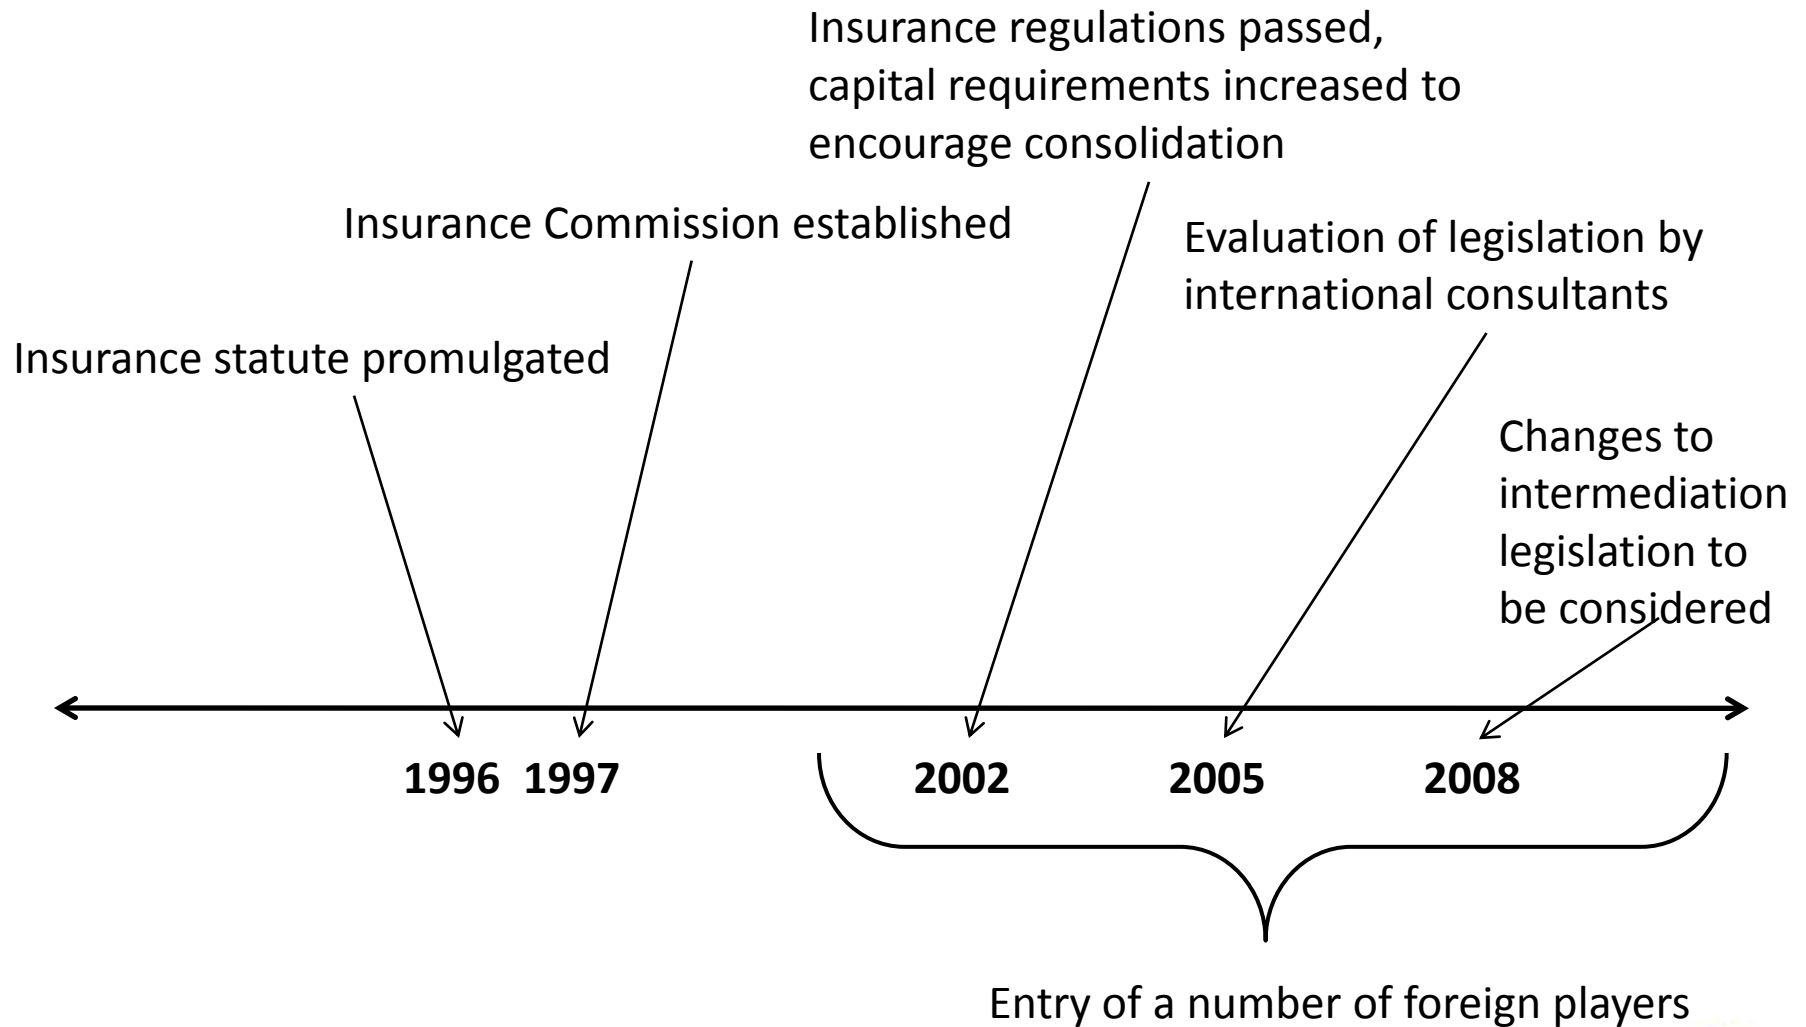 Insurance regulations passed,
capital requirements increased to
encourage consolidation
Insurance Commission established
Evaluation of legislation by
international consultants
Insurance statute promulgated
Changes to
intermediation
legislation to
be considered
1996 1997 2002 2005 2008
Entry of a number of foreign players